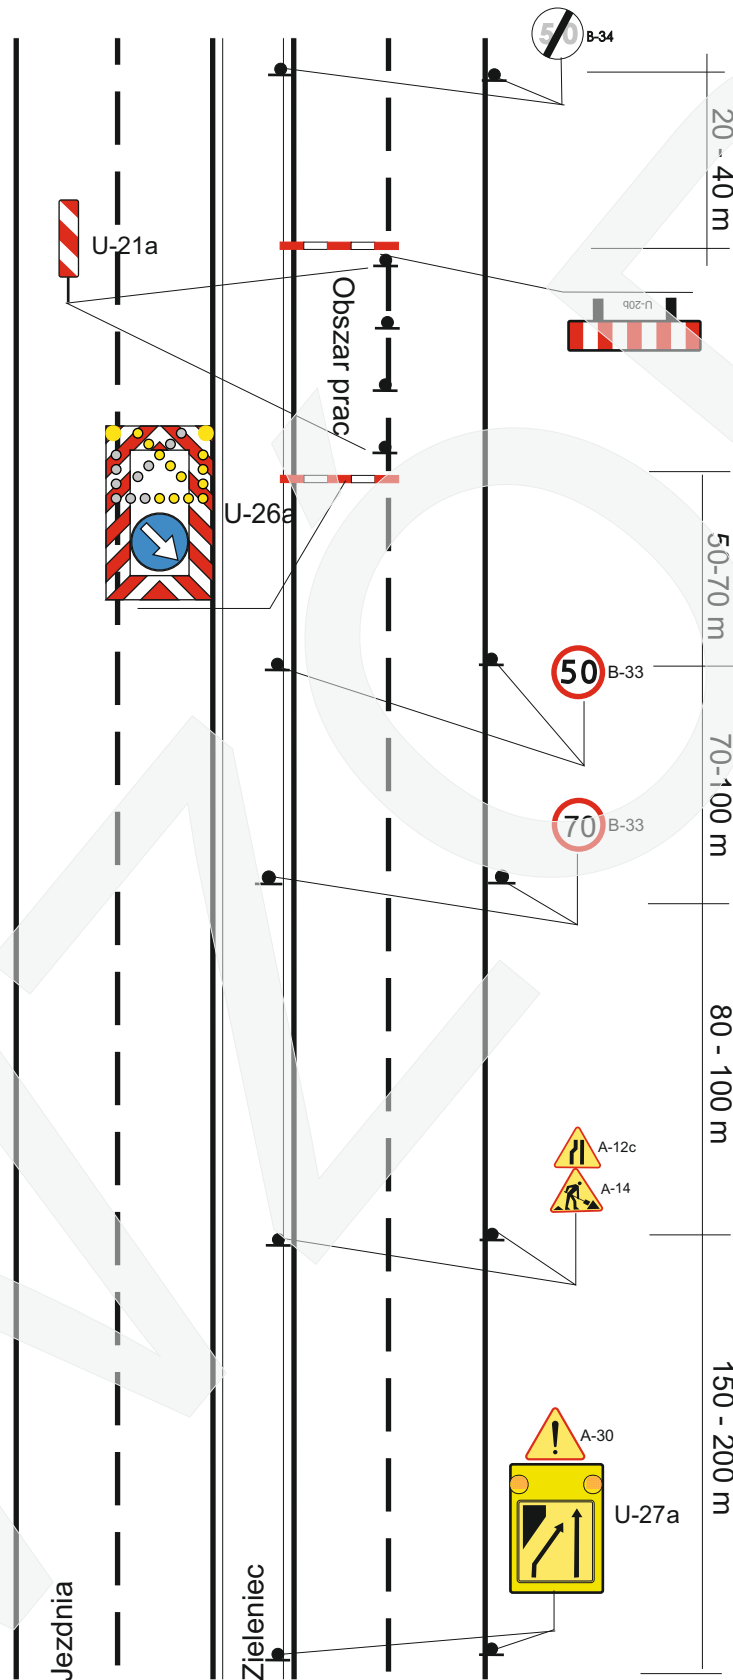 50
B-34
20 - 40 m
U-21a
U-20b
Obszar prac
U-26a
50-70 m
50
B-33
70-100 m
70
B-33
80 - 100 m
A-12c
A-14
150 - 200 m
A-30
U-27a
Jezdnia
Zieleniec